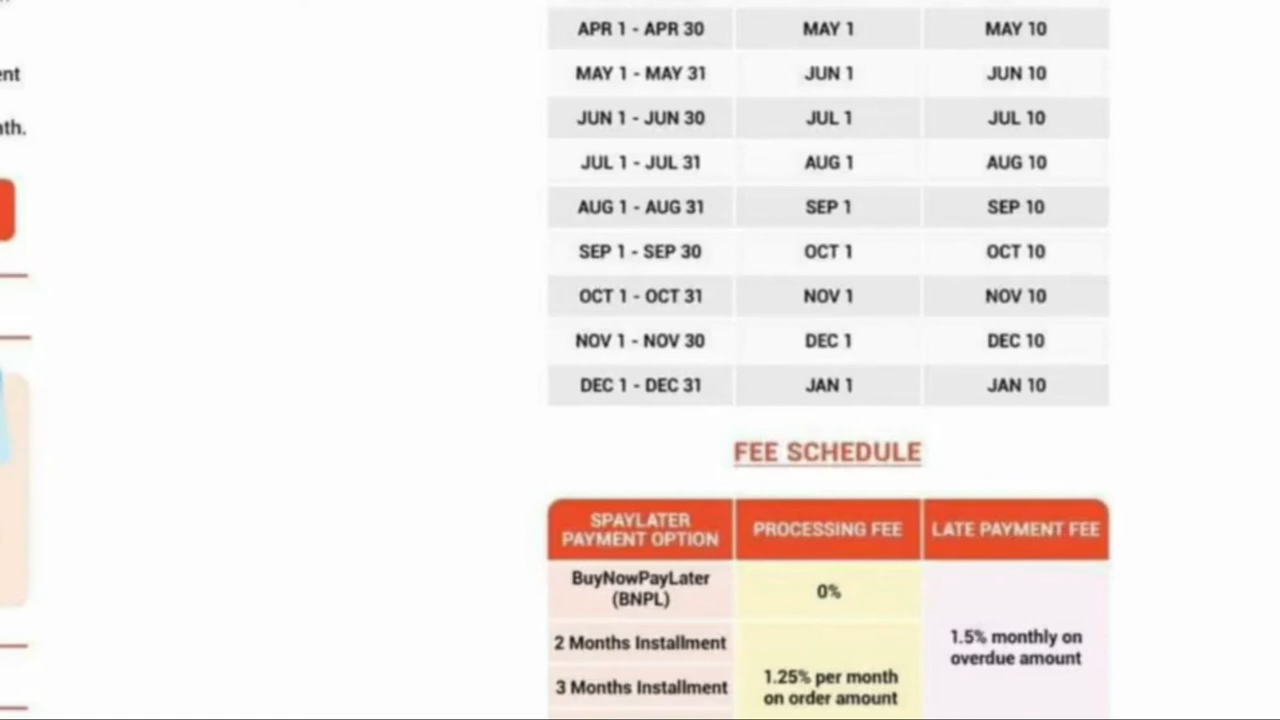 ent
nth.
APR 1 - APR 30 MAY 1 MAY 10
MAY 1 - MAY 31 JUN 1 JUN 10
JUN 1 - JUN 30 JUL 1 JUL 10
JUL 1 - JUL 31 AUG 1 AUG 10
AUG 1 - AUG 31 SEP 1 SEP 10
SEP 1 - SEP 30 OCT 1 OCT 10
OCT 1 - OCT 31 NOV 1 NOV 10
NOV 1 - NOV 30 DEC 1 DEC 10
DEC 1 - DEC 31 JAN 1 JAN 10
FEE SCHEDULE
SPAYLATER
PAYMENT OPTION PROCESSING FEE LATE PAYMENT FEE
BuyNowPayLater
(BNPL) 0%
2 Months Installment
1.5% monthly on
overdue amount
3 Months Installment
1.25% per month
on order amount